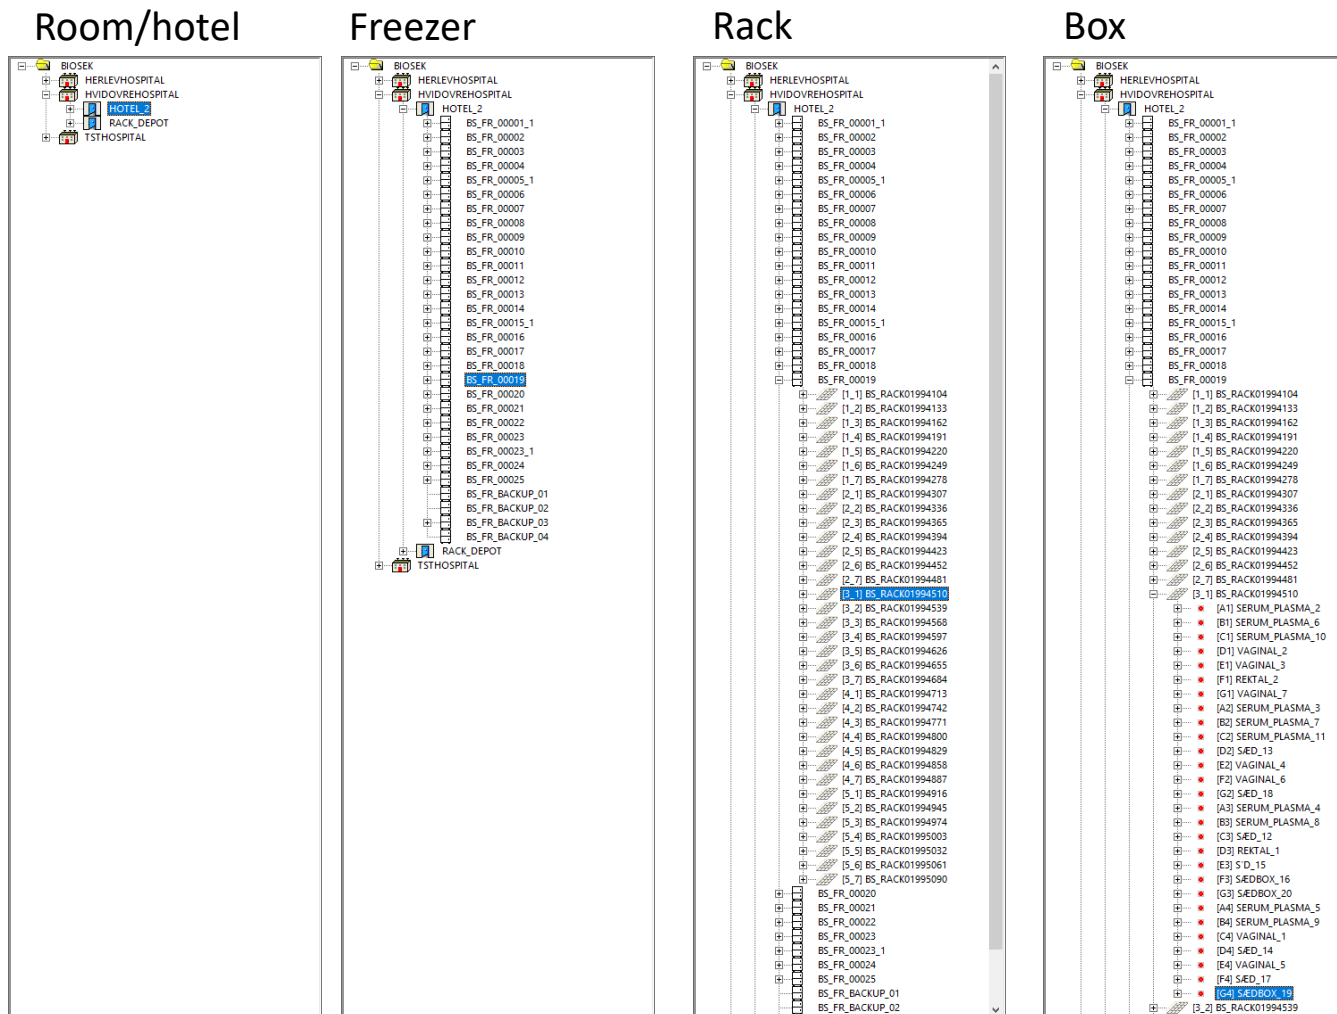 Room/hotel
BIOSEK
HERLEVHOSPITAL
HVIDOVREHOSPITAL
HOTEL_2
RACK_DEPOT
TSTHOSPITAL
Freezer
BIOSEK
HERLEVHOSPITAL
HVIDOVREHOSPITAL
HOTEL_2
BS_FR_00001_1
BS_FR_00002
BS_FR_00003
BS_FR_00004
BS_FR_00005_1
BS_FR_00006
BS_FR_00007
BS_FR_00008
BS_FR_00009
BS_FR_00010
BS_FR_00011
BS_FR_00012
BS_FR_00013
BS_FR_00014
BS_FR_00015_1
BS_FR_00016
BS_FR_00017
BS_FR_00018
BS_FR_00019
BS_FR_00020
BS_FR_00021
BS_FR_00022
BS_FR_00023
BS_FR_00023_1
BS_FR_00024
BS_FR_00025
BS_FR_BACKUP_01
BS_FR_BACKUP_02
BS_FR_BACKUP_03
BS_FR_BACKUP_04
RACK_DEPOT
TSTHOSPITAL
Rack
BIOSEK
HERLEVHOSPITAL
HVIDOVREHOSPITAL
HOTEL_2
BS_FR_00001_1
BS_FR_00002
BS_FR_00003
BS_FR_00004
BS_FR_00005_1
BS_FR_00006
BS_FR_00007
BS_FR_00008
BS_FR_00009
BS_FR_00010
BS_FR_00011
BS_FR_00012
BS_FR_00013
BS_FR_00014
BS_FR_00015_1
BS_FR_00016
BS_FR_00017
BS_FR_00018
BS_FR_00019
[1_1] BS_RACK01994104
[1_2] BS_RACK01994133
[1_3] BS_RACK01994162
[1_4] BS_RACK01994191
[1_5] BS_RACK01994220
[1_6] BS_RACK01994249
[1_7] BS_RACK01994278
[2_1] BS_RACK01994307
[2_2] BS_RACK01994336
[2_3] BS_RACK01994365
[2_4] BS_RACK01994394
[2_5] BS_RACK01994423
[2_6] BS_RACK01994452
[2_7] BS_RACK01994481
[3_1] BS_RACK01994510
[3_2] BS_RACK01994539
[3_3] BS_RACK01994568
[3_4] BS_RACK01994597
[3_5] BS_RACK01994626
[3_6] BS_RACK01994655
[3_7] BS_RACK01994684
[4_1] BS_RACK01994713
[4_2] BS_RACK01994742
[4_3] BS_RACK01994771
[4_4] BS_RACK01994800
[4_5] BS_RACK01994829
[4_6] BS_RACK01994858
[4_7] BS_RACK01994887
[5_1] BS_RACK01994916
[5_2] BS_RACK01994945
[5_3] BS_RACK01994974
[5_4] BS_RACK01995003
[5_5] BS_RACK01995032
[5_6] BS_RACK01995061
[5_7] BS_RACK01995090
BS_FR_00020
BS_FR_00021
BS_FR_00022
BS_FR_00023
BS_FR_00023_1
BS_FR_00024
BS_FR_00025
BS_FR_BACKUP_01
BS_FR_BACKUP_02
Box
BIOSEK
HERLEVHOSPITAL
HVIDOVREHOSPITAL
HOTEL_2
BS_FR_00001_1
BS_FR_00002
BS_FR_00003
BS_FR_00004
BS_FR_00005_1
BS_FR_00006
BS_FR_00007
BS_FR_00008
BS_FR_00009
BS_FR_00010
BS_FR_00011
BS_FR_00012
BS_FR_00013
BS_FR_00014
BS_FR_00015_1
BS_FR_00016
BS_FR_00017
BS_FR_00018
BS_FR_00019
[1_1] BS_RACK01994104
[1_2] BS_RACK01994133
[1_3] BS_RACK01994162
[1_4] BS_RACK01994191
[1_5] BS_RACK01994220
[1_6] BS_RACK01994249
[1_7] BS_RACK01994278
[2_1] BS_RACK01994307
[2_2] BS_RACK01994336
[2_3] BS_RACK01994365
[2_4] BS_RACK01994394
[2_5] BS_RACK01994423
[2_6] BS_RACK01994452
[2_7] BS_RACK01994481
[3_1] BS_RACK01994510
[A1] SERUM_PLASMA_2
[B1] SERUM_PLASMA_6
[C1] SERUM_PLASMA_10
[D1] VAGINAL_2
[E1] VAGINAL_3
[F1] REKTAL_2
[G1] VAGINAL_7
[A2] SERUM_PLASMA_3
[B2] SERUM_PLASMA_7
[C2] SERUM_PLASMA_11
[D2] SÆD_13
[E2] VAGINAL_4
[F2] VAGINAL_6
[G2] SÆD_18
[A3] SERUM_PLASMA_4
[B3] SERUM_PLASMA_8
[C3] SÆD_12
[D3] REKTAL_1
[E3] S'D_15
[F3] SÆDBOX_16
[G3] SÆDBOX_20
[A4] SERUM_PLASMA_5
[B4] SERUM_PLASMA_9
[C4] VAGINAL_1
[D4] SÆD_14
[E4] VAGINAL_5
[F4] SÆD_17
[G4] SÆDBOX_19
[3_2] BS_RACK01994539